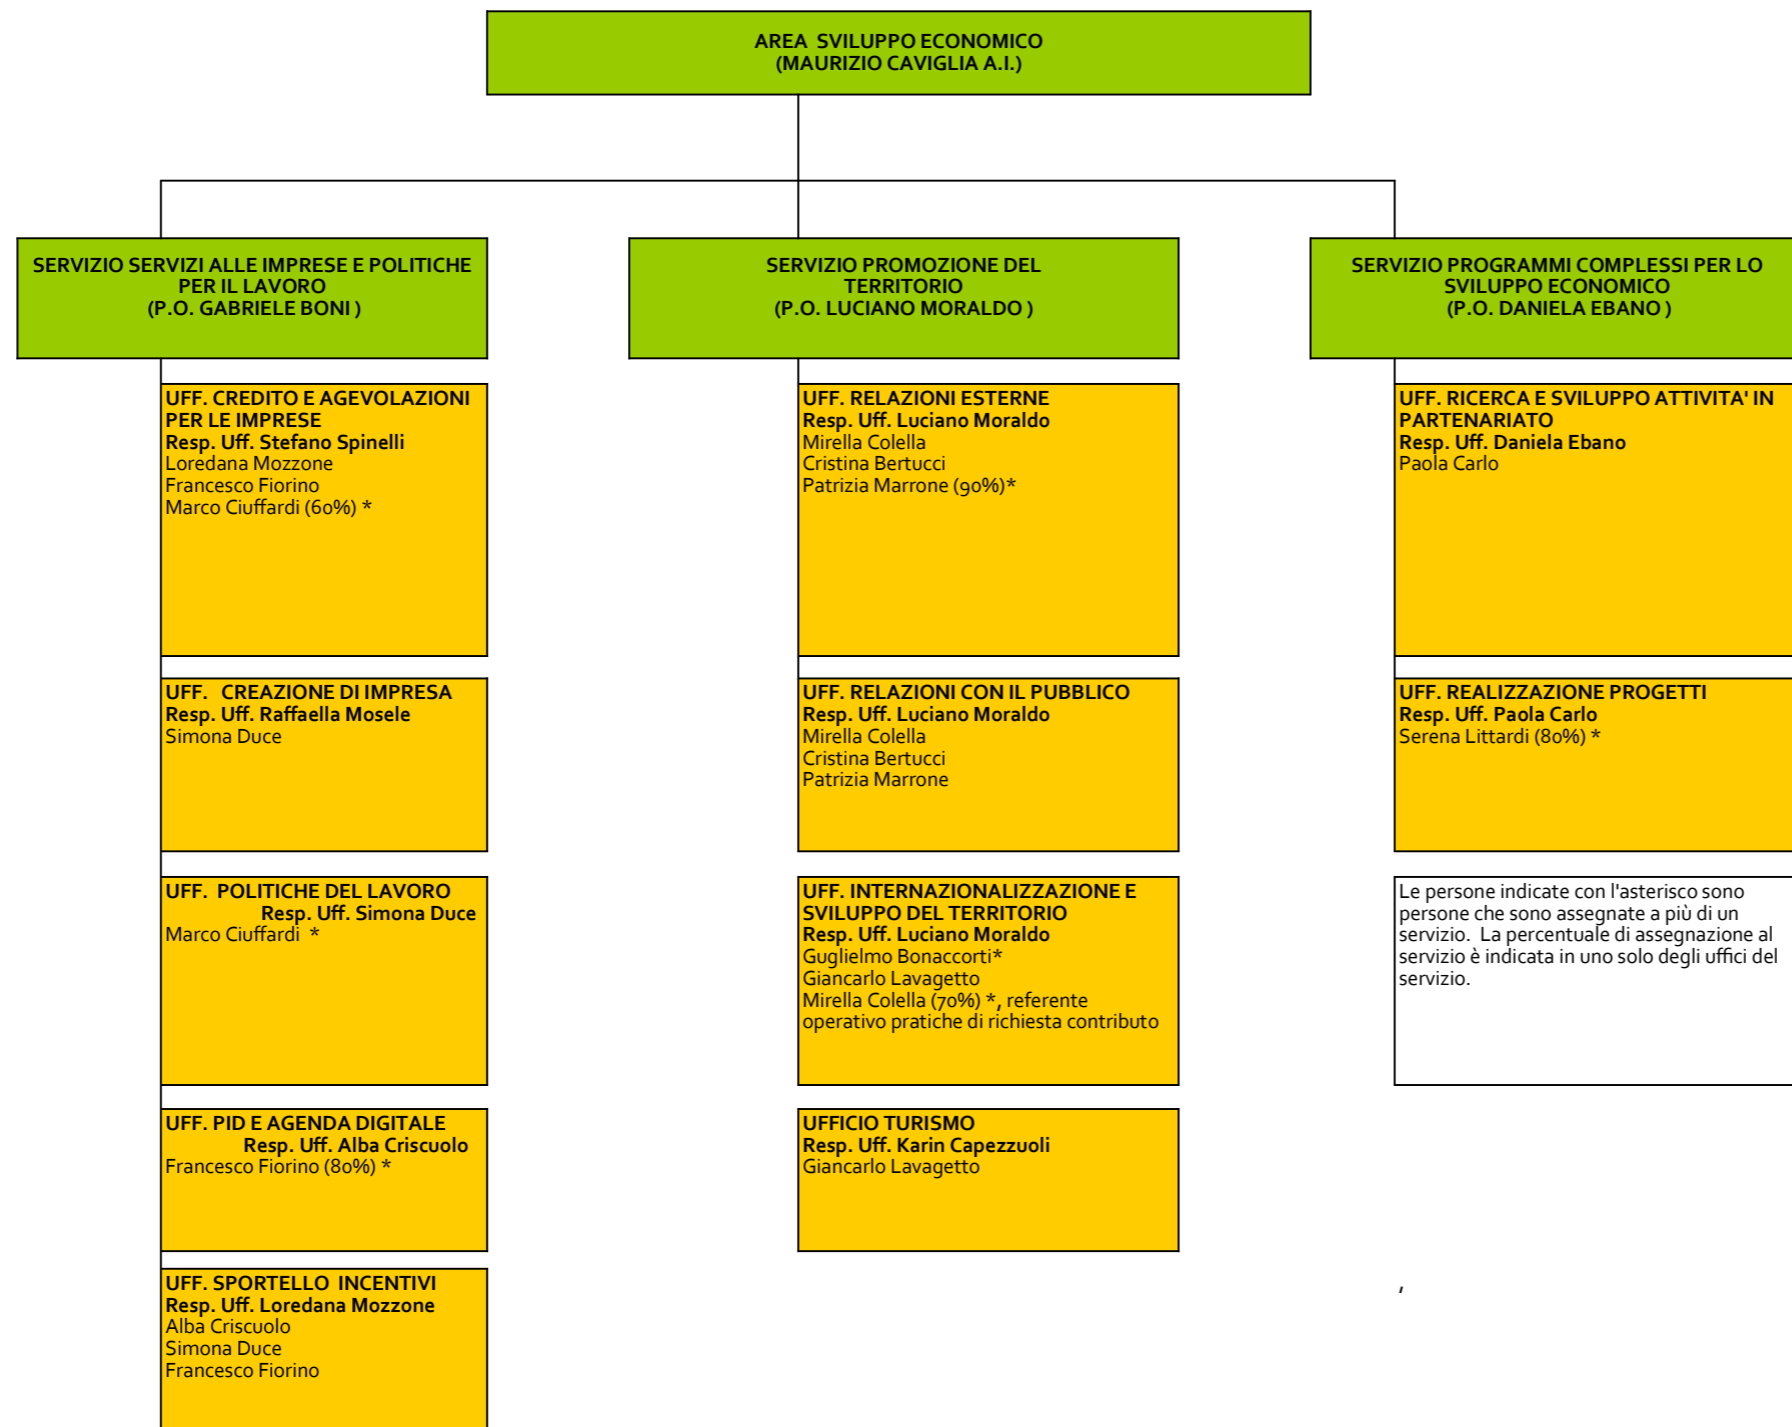 AREA SVILUPPO ECONOMICO
(MAURIZIO CAVIGLIA A.I.)
SERVIZIO SERVIZI ALLE IMPRESE E POLITICHE
PER IL LAVORO
(P.O. GABRIELE BONI )
SERVIZIO PROMOZIONE DEL
TERRITORIO
(P.O. LUCIANO MORALDO )
SERVIZIO PROGRAMMI COMPLESSI PER LO
SVILUPPO ECONOMICO
(P.O. DANIELA EBANO )
UFF. CREDITO E AGEVOLAZIONI
PER LE IMPRESE
Resp. Uff. Stefano Spinelli
Loredana Mozzone
Francesco Fiorino
Marco Ciuffardi (60%) *
UFF. RELAZIONI ESTERNE
Resp. Uff. Luciano Moraldo
Mirella Colella
Cristina Bertucci
Patrizia Marrone (90%)*
UFF. RICERCA E SVILUPPO ATTIVITA' IN
PARTENARIATO
Resp. Uff. Daniela Ebano
Paola Carlo
UFF. CREAZIONE DI IMPRESA
Resp. Uff. Raffaella Mosele
Simona Duce
UFF. RELAZIONI CON IL PUBBLICO
Resp. Uff. Luciano Moraldo
Mirella Colella
Cristina Bertucci
Patrizia Marrone
UFF. REALIZZAZIONE PROGETTI
Resp. Uff. Paola Carlo
Serena Littardi (80%) *
UFF. POLITICHE DEL LAVORO
Resp. Uff. Simona Duce
Marco Ciuffardi *
UFF. INTERNAZIONALIZZAZIONE E
SVILUPPO DEL TERRITORIO
Resp. Uff. Luciano Moraldo
Guglielmo Bonaccorti*
Giancarlo Lavagetto
Mirella Colella (70%) *, referente
operativo pratiche di richiesta contributo
Le persone indicate con l'asterisco sono
persone che sono assegnate a più di un
servizio. La percentuale di assegnazione al
servizio è indicata in uno solo degli uffici del
servizio.
UFF. PID E AGENDA DIGITALE
Resp. Uff. Alba Criscuolo
Francesco Fiorino (80%) *
UFFICIO TURISMO
Resp. Uff. Karin Capezzuoli
Giancarlo Lavagetto
UFF. SPORTELLO INCENTIVI
Resp. Uff. Loredana Mozzone
Alba Criscuolo
Simona Duce
Francesco Fiorino
,